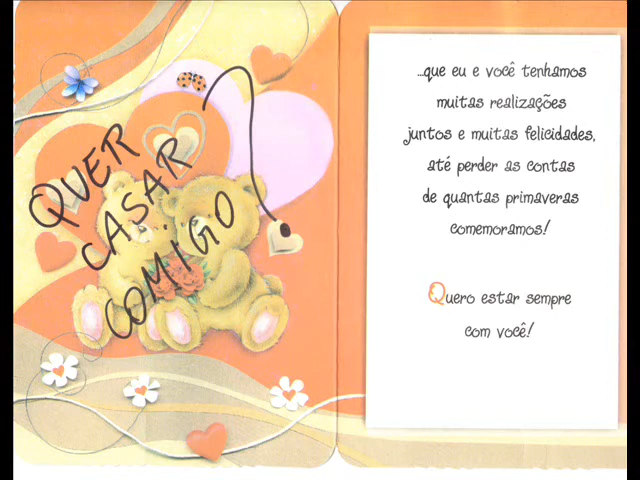 QUER
CASAR
COMIGO?
...que eu e você tenhamos
muitas realizações
juntos e muitas felicidades,
até perder as contas
de quantas primaveras
comemoramos!
Quero estar sempre
com você!